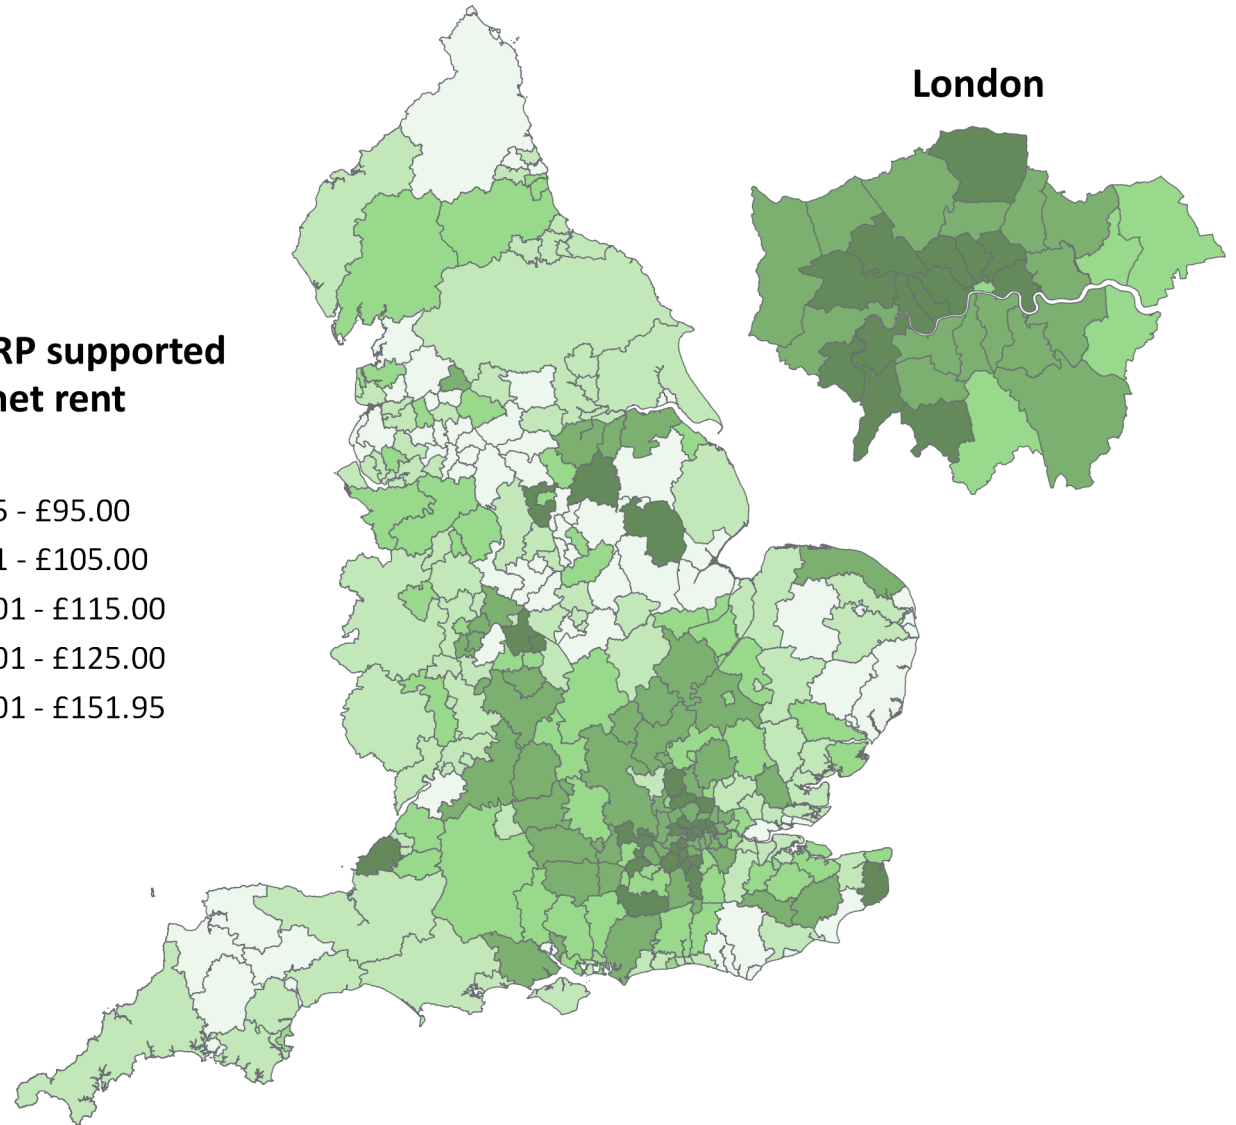 London
RP supported
net rent
5 - £95.00
1 - £105.00
01 - £115.00
01 - £125.00
01 - £151.95